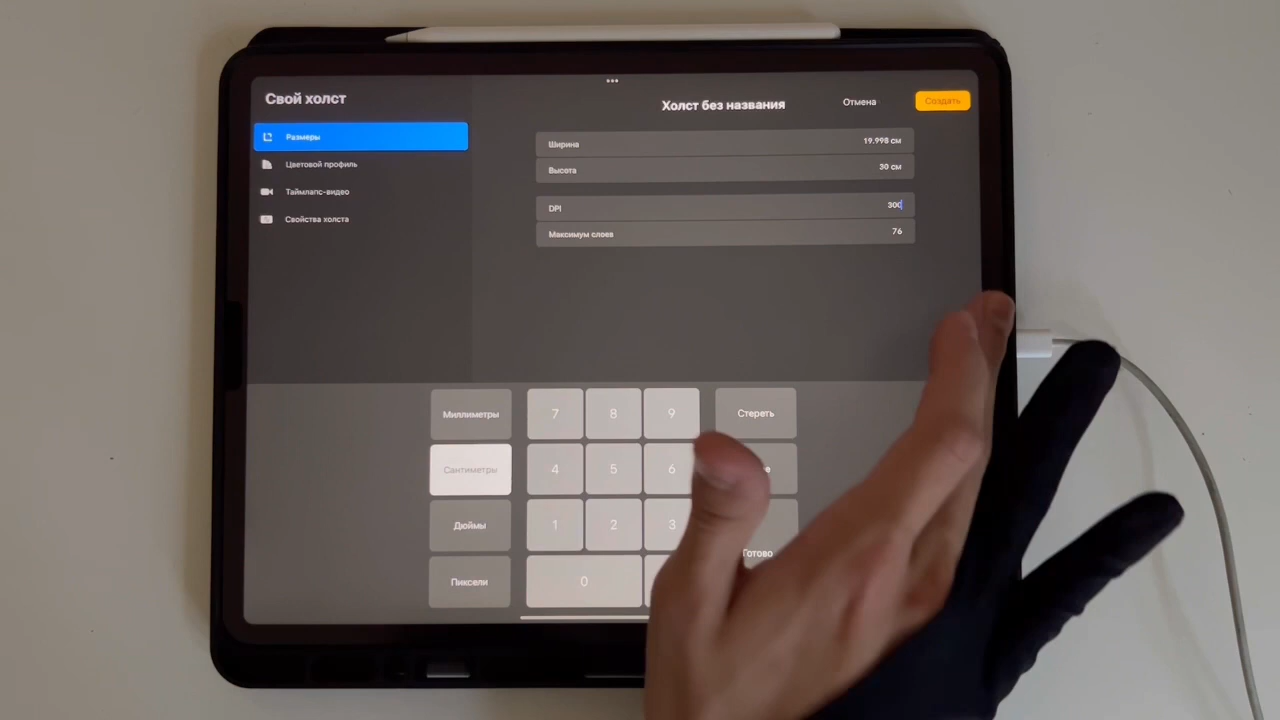 Свой холст
Холст без названия
Отмена
Создать
Размеры
Цветовой профиль
Таймлапс-видео
Свойства холста
Ширина 19.998 см
Высота 30 см
DPI 300
Максимум слоев 76
Миллиметры 7 8 9 Стереть
Сантиметры 4 5 6
Дюймы 1 2 3
Готово
Пиксели 0